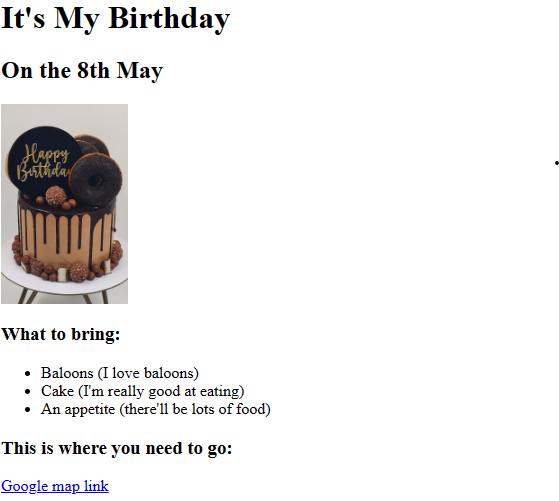 It's My Birthday
On the 8th May
Happy
Birthday
What to bring:
Baloons (I love baloons)
Cake (I'm really good at eating)
An appetite (there'll be lots of food)
This is where you need to go:
Google map link